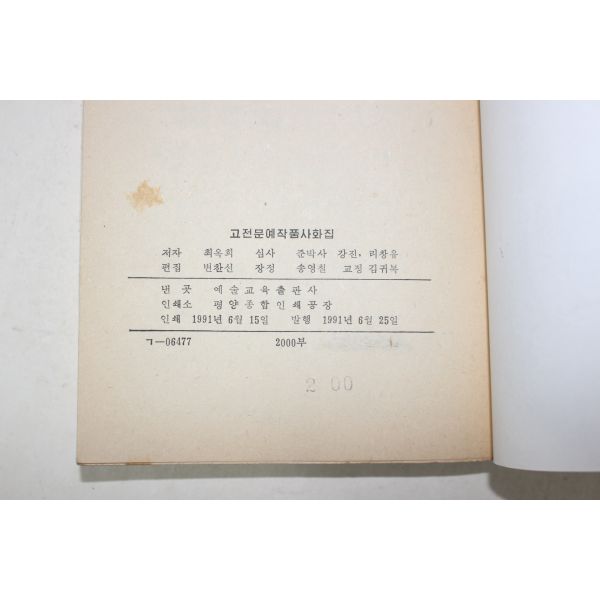 고전문예작품사화집
저자 최옥희 심사 준박사 강진, 리창유
편집 변찬신 장정 송영철 교정 김귀복
낸 곳 예술교육출판사
인쇄소 평양종합인쇄공장
인쇄 1991년 6월 15일 발행 1991년 6월 25일
ㄱ—06477 2000부
2 00